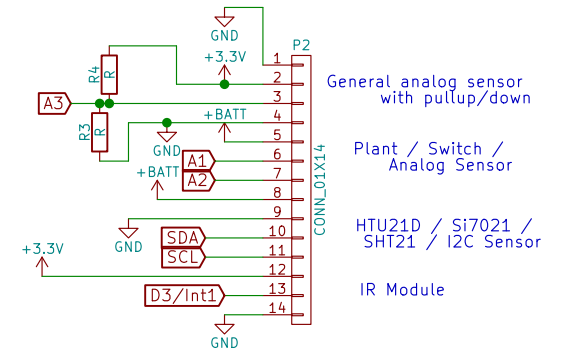 P2
GND
+3.3V
1
2
3
4
5
6
7
8
9
10
11
12
13
14
R4
R
A3
R3
R
GND
+BATT
A1
A2
+BATT
GND
SDA
SCL
+3.3V
D3/Int1
GND
CONN_01X14
General analog sensor
with pullup/down
Plant / Switch /
Analog Sensor
HTU21D / Si7021 /
SHT21 / I2C Sensor
IR Module